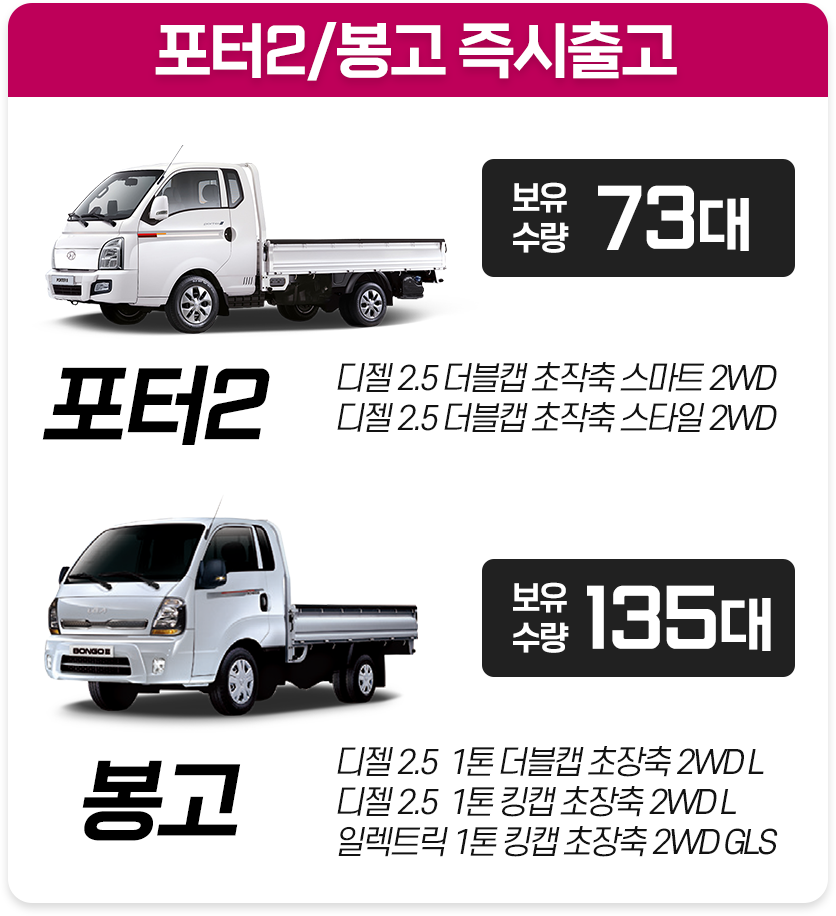 포터2/봉고 즉시출고
보유
수량
73대
PORTER II
포터2
디젤 2.5 더블캡 초작축 스마트 2WD
디젤 2.5 더블캡 초작축 스타일 2WD
보유
수량
135대
BONGO III
봉고
디젤 2.5 1톤 더블캡 초장축 2WD L
디젤 2.5 1톤 킹캡 초장축 2WD L
일렉트릭 1톤 킹캡 초장축 2WD GLS